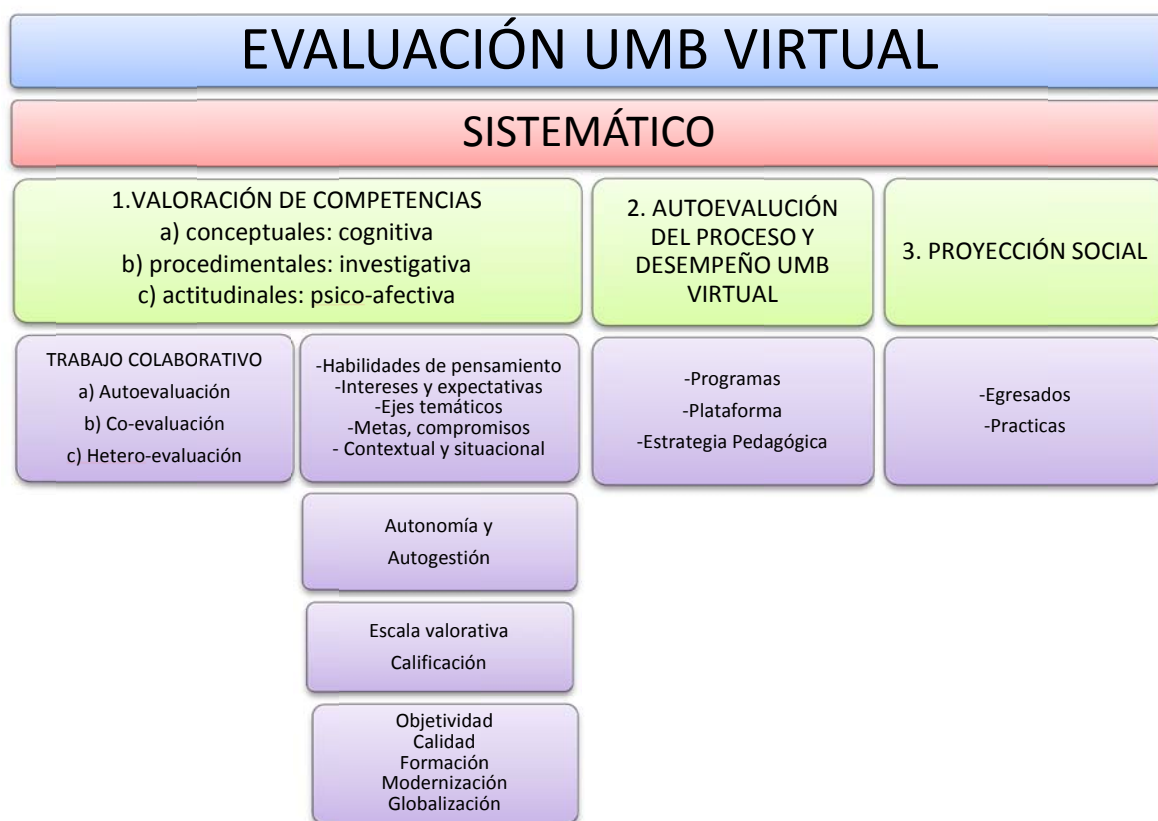 EVALUACIÓN UMB VIRTUAL
SISTEMÁTICO
1.VALORACIÓN DE COMPETENCIAS
a) conceptuales: cognitiva
b) procedimentales: investigativa
c) actitudinales: psico-afectiva
2. AUTOEVALUCIÓN
DEL PROCESO Y
DESEMPEÑO UMB
VIRTUAL
3. PROYECCIÓN SOCIAL
TRABAJO COLABORATIVO
a) Autoevaluación
b) Co-evaluación
c) Hetero-evaluación
-Habilidades de pensamiento
-Intereses y expectativas
-Ejes temáticos
-Metas, compromisos
- Contextual y situacional
-Programas
-Plataforma
-Estrategia Pedagógica
-Egresados
-Practicas
Autonomía y
Autogestión
Escala valorativa
Calificación
Objetividad
Calidad
Formación
Modernización
Globalización